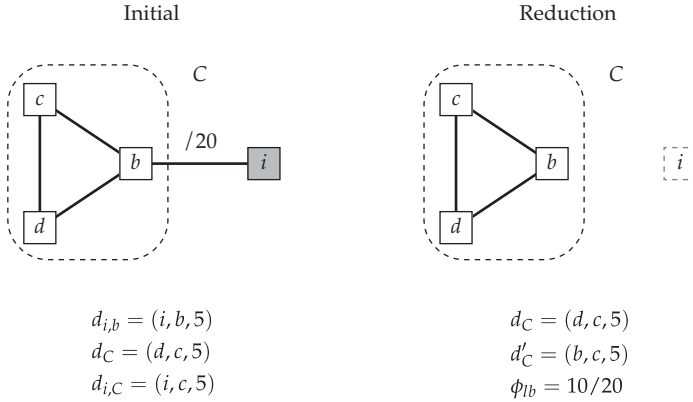 Initial
C
c
/20
b
i
d
d_{i,b} = (i, b, 5)
d_C = (d, c, 5)
d_{i,C} = (i, c, 5)
Reduction
C
c
b
i
d
d_C = (d, c, 5)
d′_C = (b, c, 5)
ϕ_{lb} = 10/20